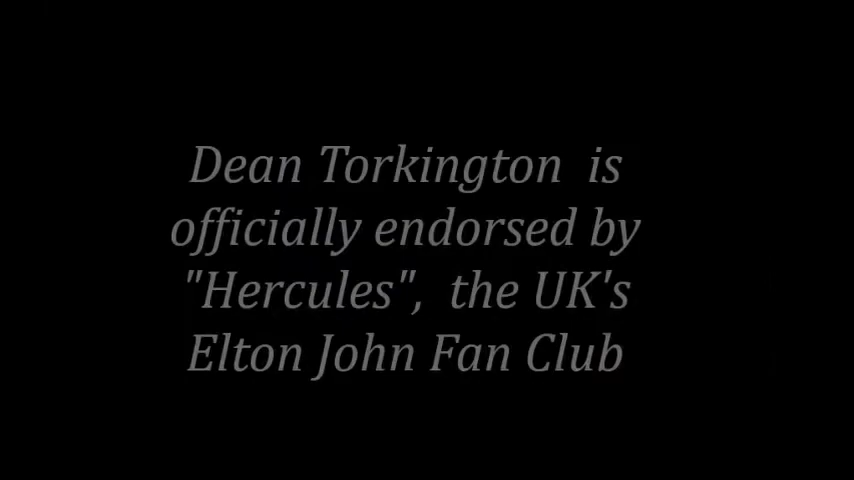 Dean Torkington is
officially endorsed by
"Hercules", the UK's
Elton John Fan Club